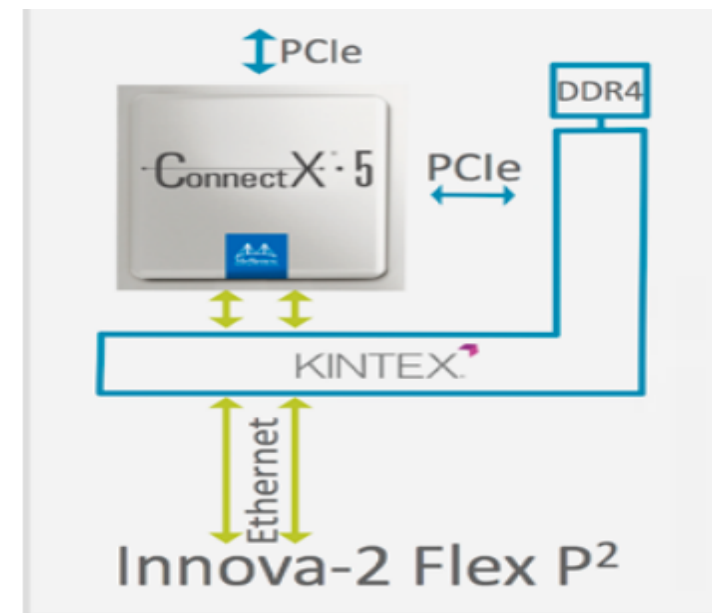 PCIe
DDR4
ConnectX·5
PCIe
KINTEX.
Ethernet
Innova-2 Flex P²